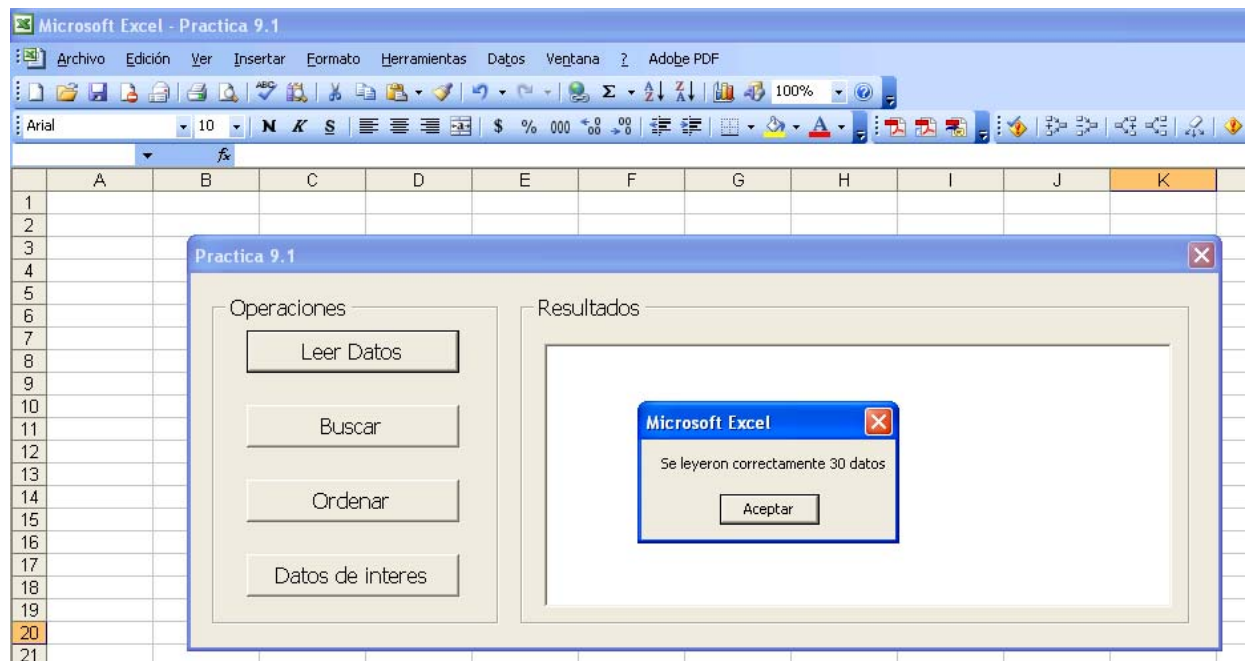 Microsoft Excel - Practica 9.1
Archivo Edición Ver Insertar Formato Herramientas Datos Ventana ? Adobe PDF
ABC Σ A Z Z A 100%
Arial 10 N K S a $ % 000 A
fx
A B C D E F G H I J K
1
2
3
Practica 9.1
4
5
Operaciones Resultados
6
7
Leer Datos
8
9
10
Buscar Microsoft Excel
11
12
Se leyeron correctamente 30 datos
13
14
Ordenar Aceptar
15
16
17
Datos de interes
18
19
20
21